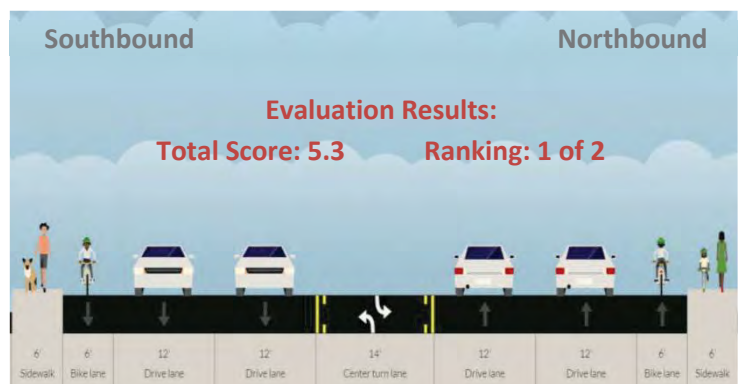 Southbound Northbound
Evaluation Results:
Total Score: 5.3 Ranking: 1 of 2
6' 6' 12' 12' 14' 12' 12' 6' 6'
Sidewalk Bike lane Drive lane Drive lane Center turn lane Drive lane Drive lane Bike lane Sidewalk